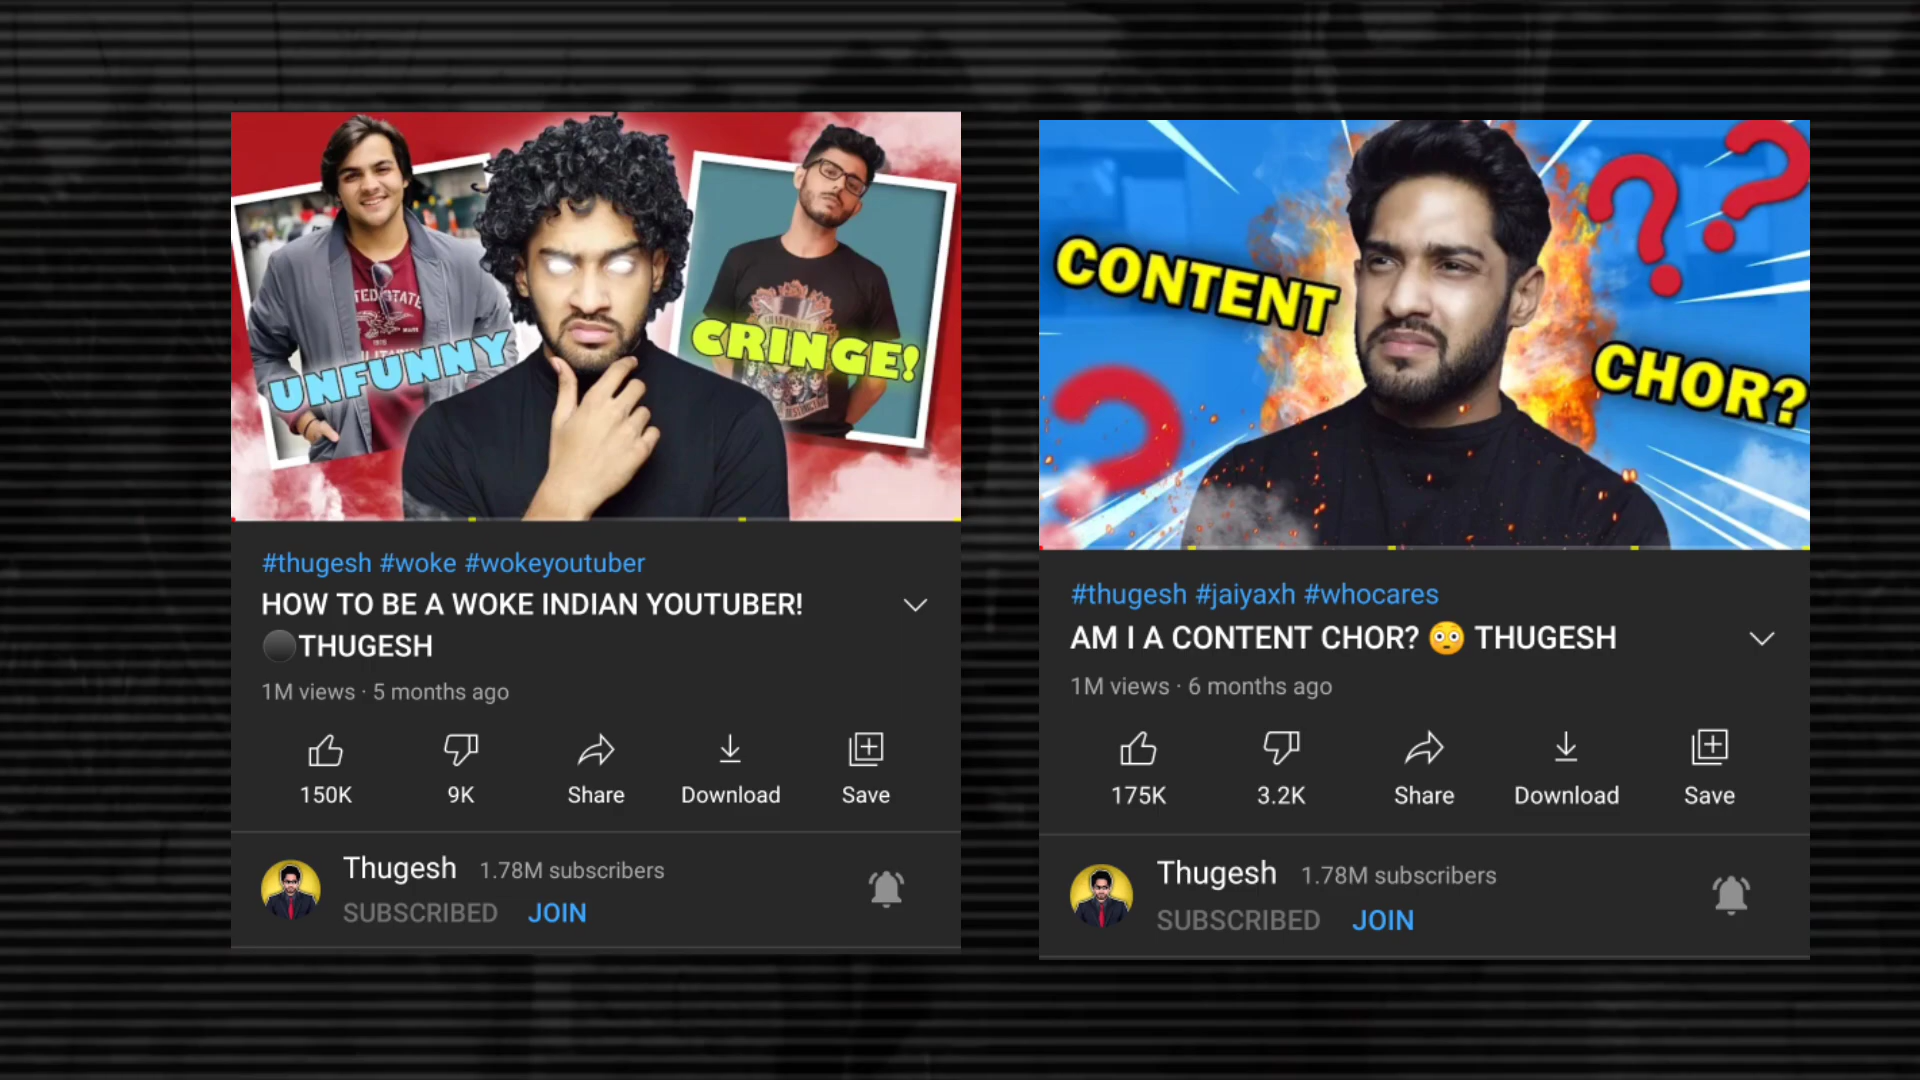 UNFUNNY
CRINGE!
#thugesh #woke #wokeyoutuber
HOW TO BE A WOKE INDIAN YOUTUBER!
THUGESH
1M views · 5 months ago
150K
9K
Share
Download
Save
Thugesh 1.78M subscribers
SUBSCRIBED JOIN
CONTENT
CHOR?
#thugesh #jaiyaxh #whocares
AM I A CONTENT CHOR? 😳 THUGESH
1M views · 6 months ago
175K
3.2K
Share
Download
Save
Thugesh 1.78M subscribers
SUBSCRIBED JOIN